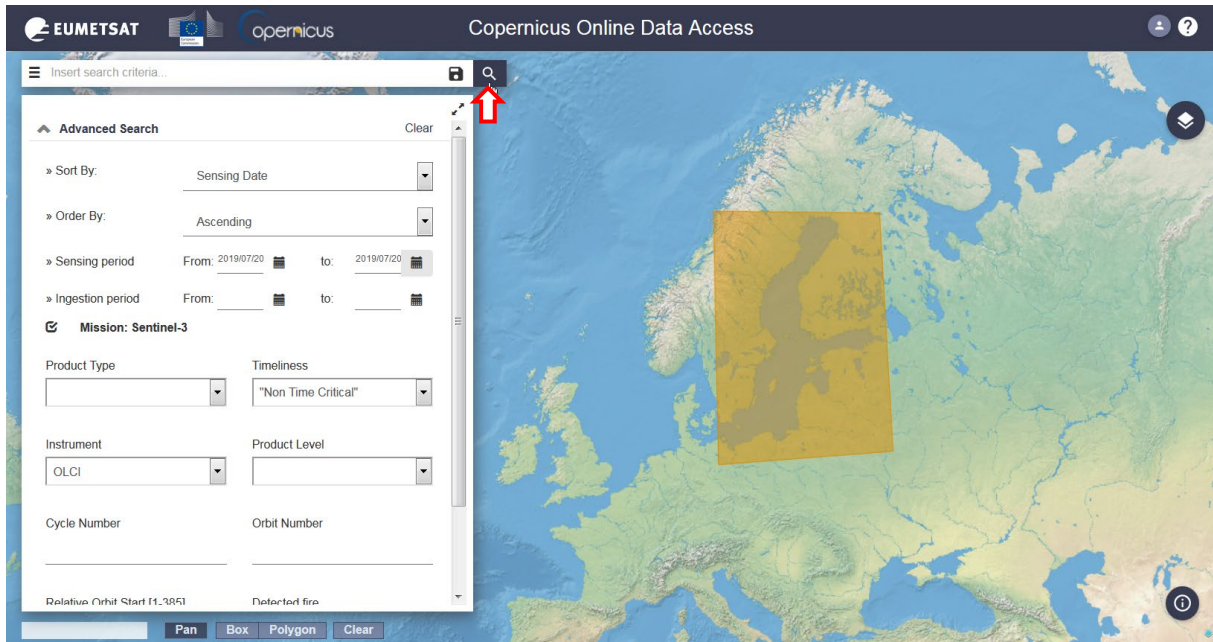 EUMETSAT opernicus Copernicus Online Data Access ?
Insert search criteria...
Advanced Search Clear
» Sort By: Sensing Date
» Order By: Ascending
» Sensing period From: 2019/07/20 to: 2019/07/20
» Ingestion period From: to:
Mission: Sentinel-3
Product Type Timeliness
"Non Time Critical"
Instrument Product Level
OLCI
Cycle Number Orbit Number
Relative Orbit Start [1-385] Detected fire
Pan Box Polygon Clear